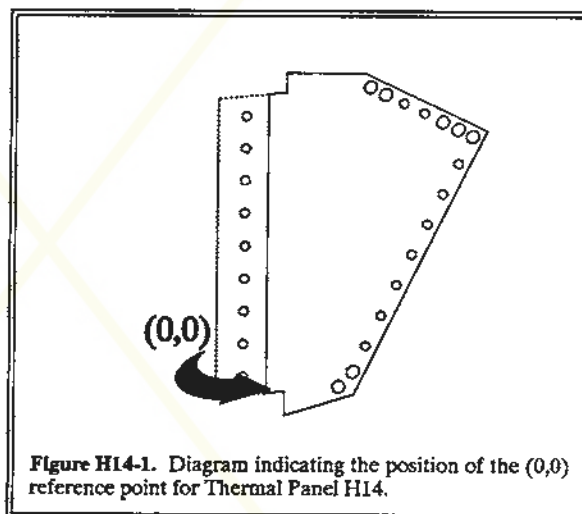 (0,0)
Figure H14-1. Diagram indicating the position of the (0,0)
reference point for Thermal Panel H14.